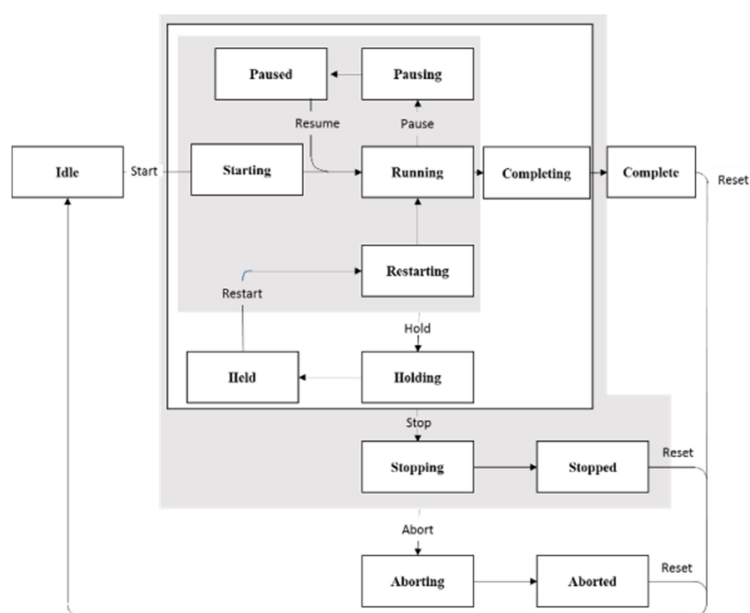 Paused
Pausing
Resume
Pause
Idle
Start
Starting
Running
Completing
Complete
Reset
Restarting
Restart
Hold
Held
Holding
Stop
Stopping
Stopped
Reset
Abort
Aborting
Aborted
Reset